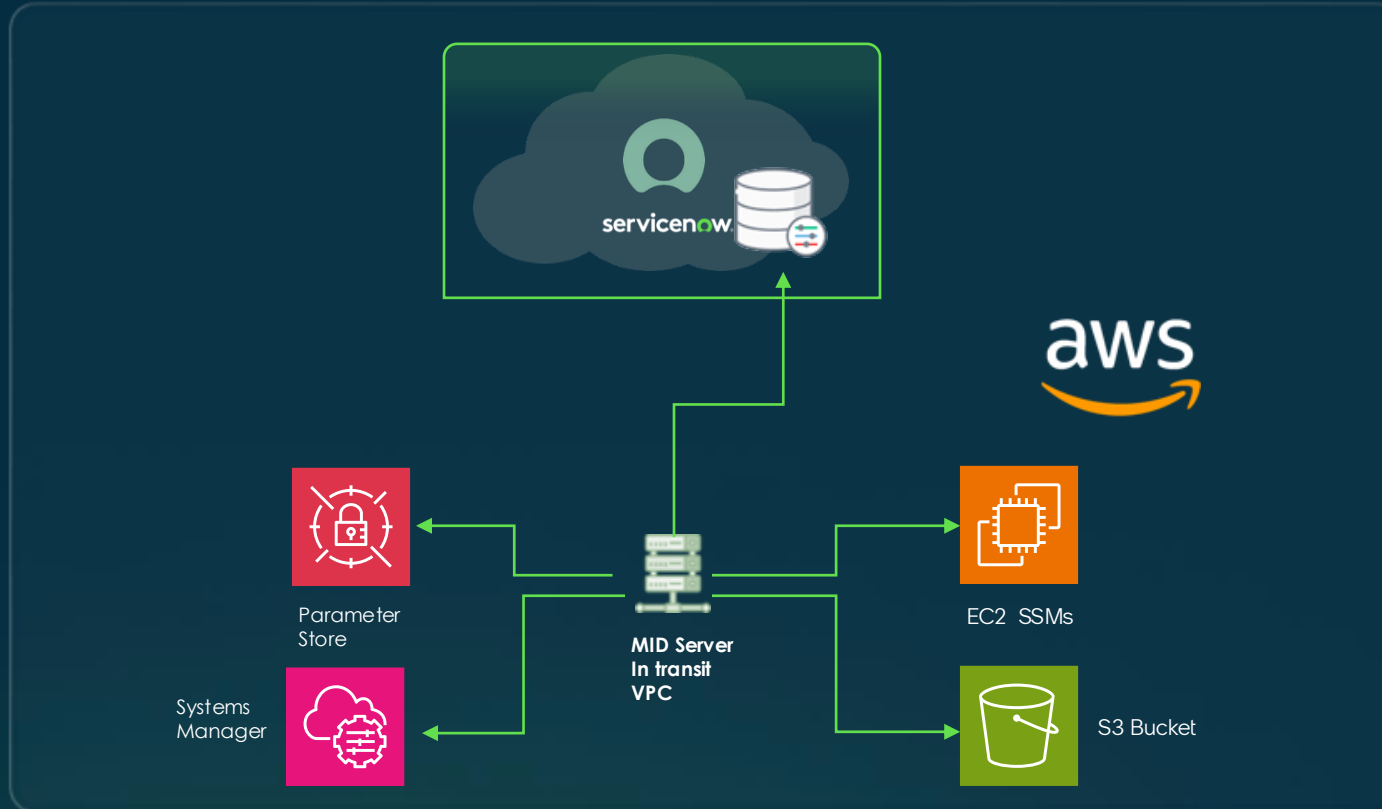 servicenow
aws
Parameter
Store
EC2 SSMs
MID Server
In transit
VPC
Systems
Manager
S3 Bucket